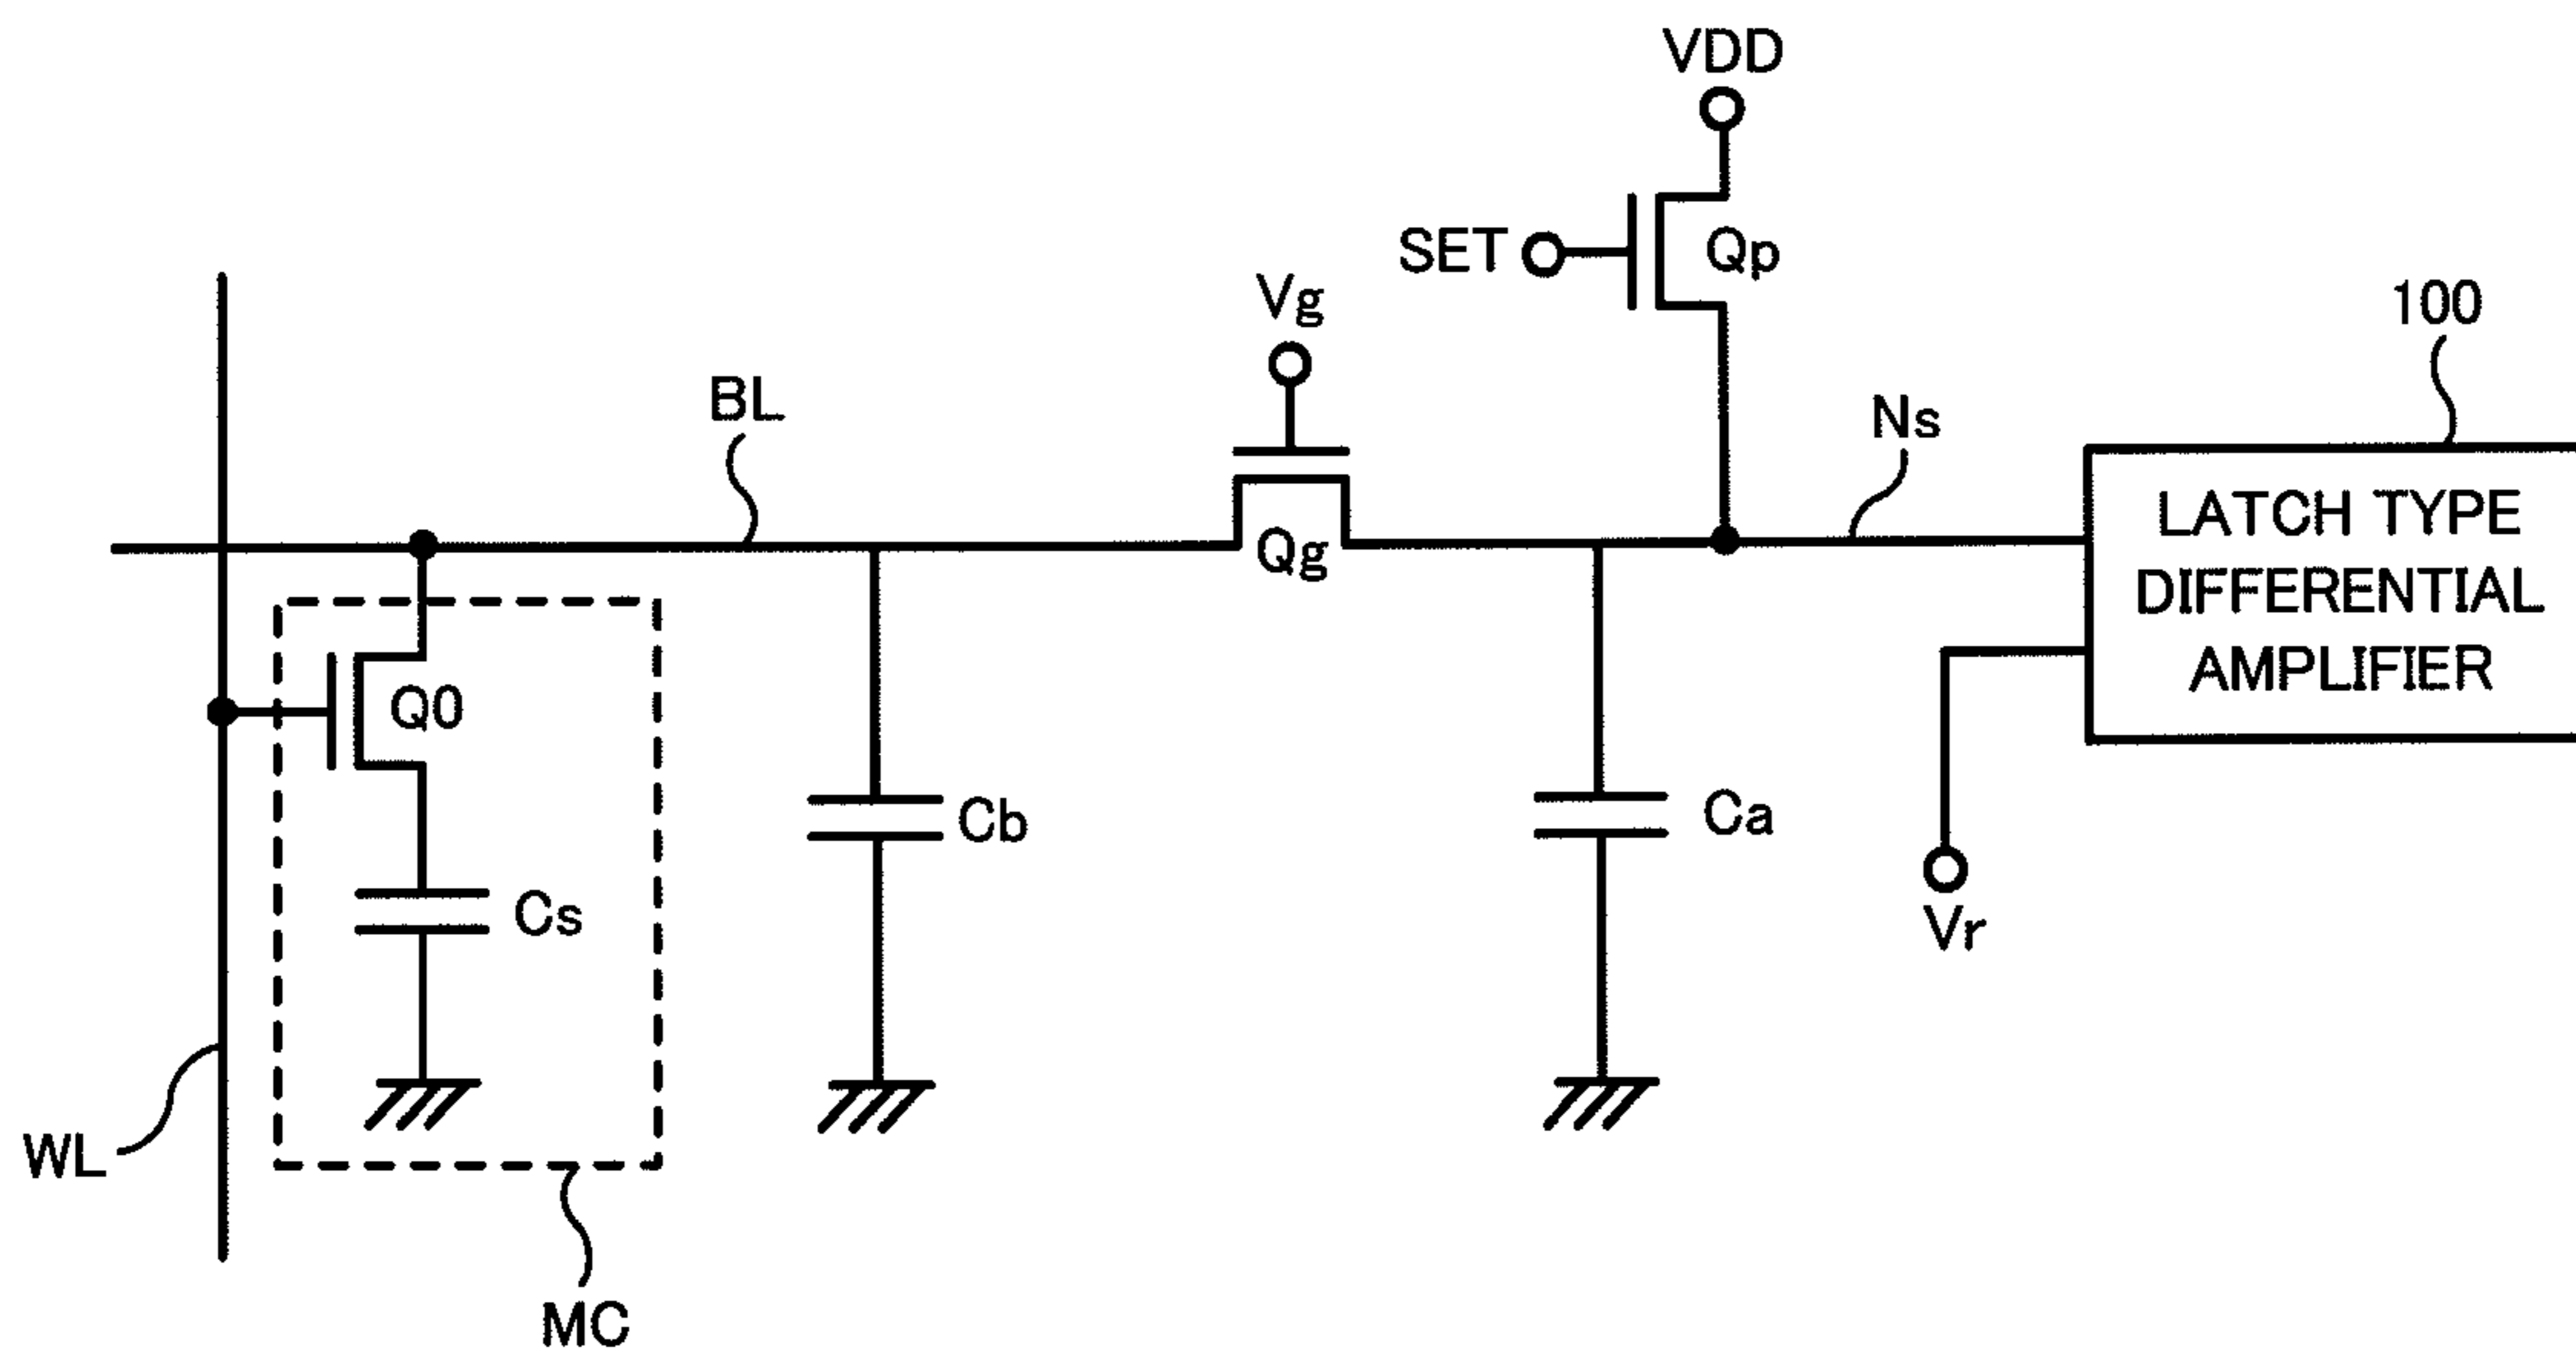 VDD
SET
Qp
Vg
100
BL
Ns
LATCH TYPE
DIFFERENTIAL
AMPLIFIER
Qg
Q0
Cb
Ca
Cs
Vr
WL
MC